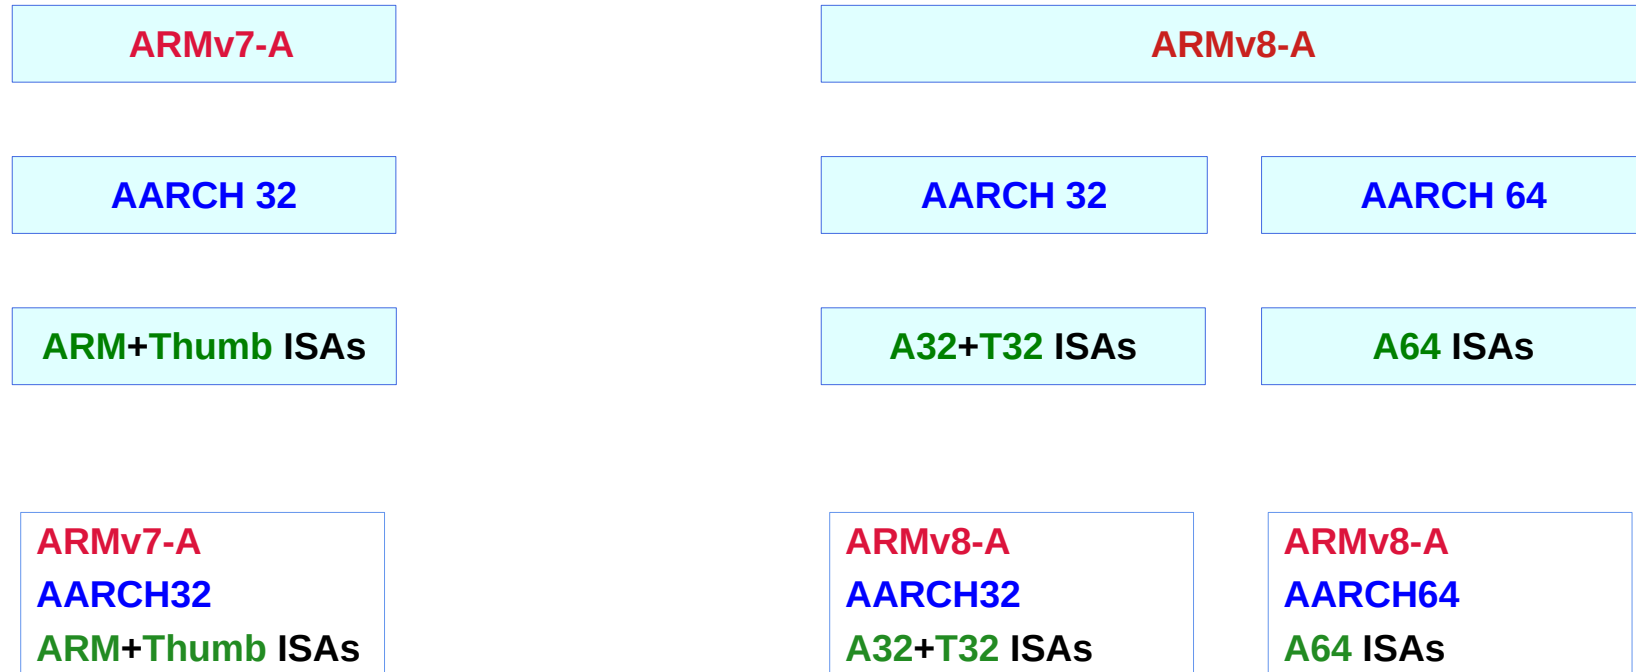 ARMv7-A
ARMv8-A
AARCH 32
AARCH 32
AARCH 64
ARM+Thumb ISAs
A32+T32 ISAs
A64 ISAs
ARMv7-A
AARCH32
ARM+Thumb ISAs
ARMv8-A
AARCH32
A32+T32 ISAs
ARMv8-A
AARCH64
A64 ISAs